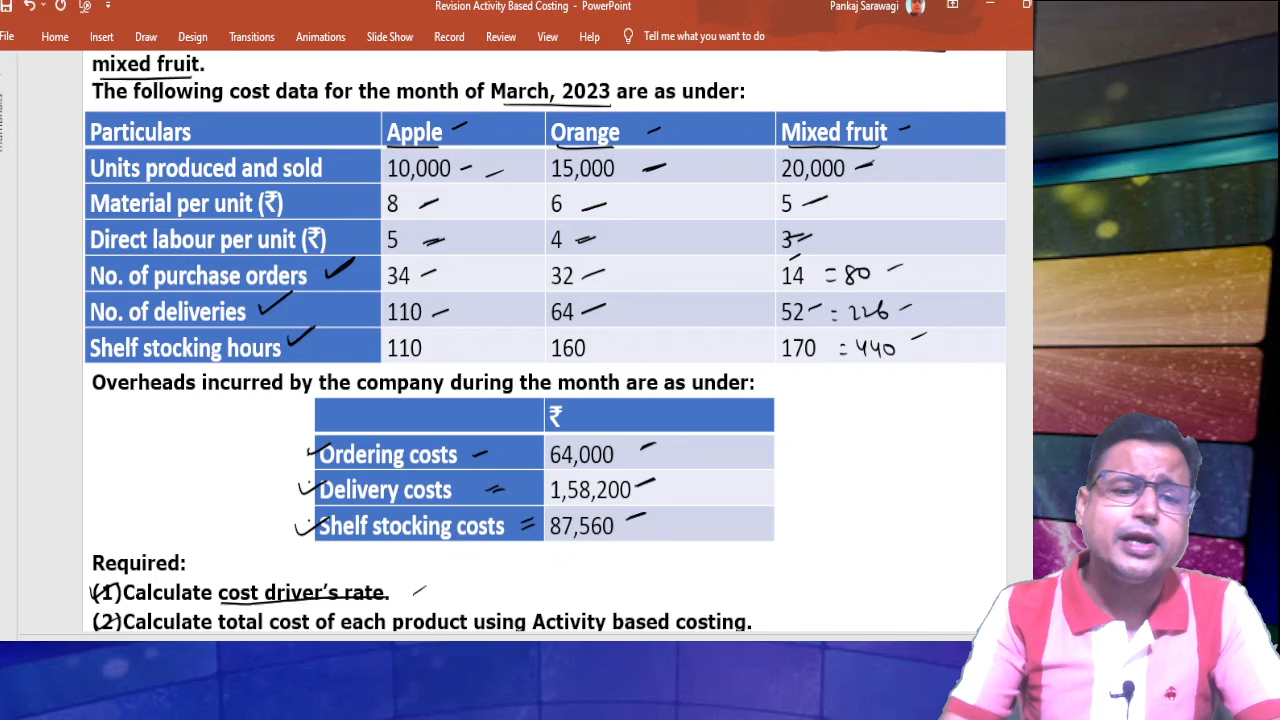 Revision Activity Based Costing - PowerPoint
Pankaj Sarawagi
File Home Insert Draw Design Transitions Animations Slide Show Record Review View Help Tell me what you want to do
mixed fruit.
The following cost data for the month of March, 2023 are as under:
Particulars Apple Orange Mixed fruit
Units produced and sold 10,000 15,000 20,000
Material per unit (₹) 8 6 5
Direct labour per unit (₹) 5 4 3
No. of purchase orders 34 32 14 = 80
No. of deliveries 110 64 52 = 226
Shelf stocking hours 110 160 170 = 440
Overheads incurred by the company during the month are as under:
₹
Ordering costs 64,000
Delivery costs 1,58,200
Shelf stocking costs 87,560
Required:
(1)Calculate cost driver's rate.
(2)Calculate total cost of each product using Activity based costing.